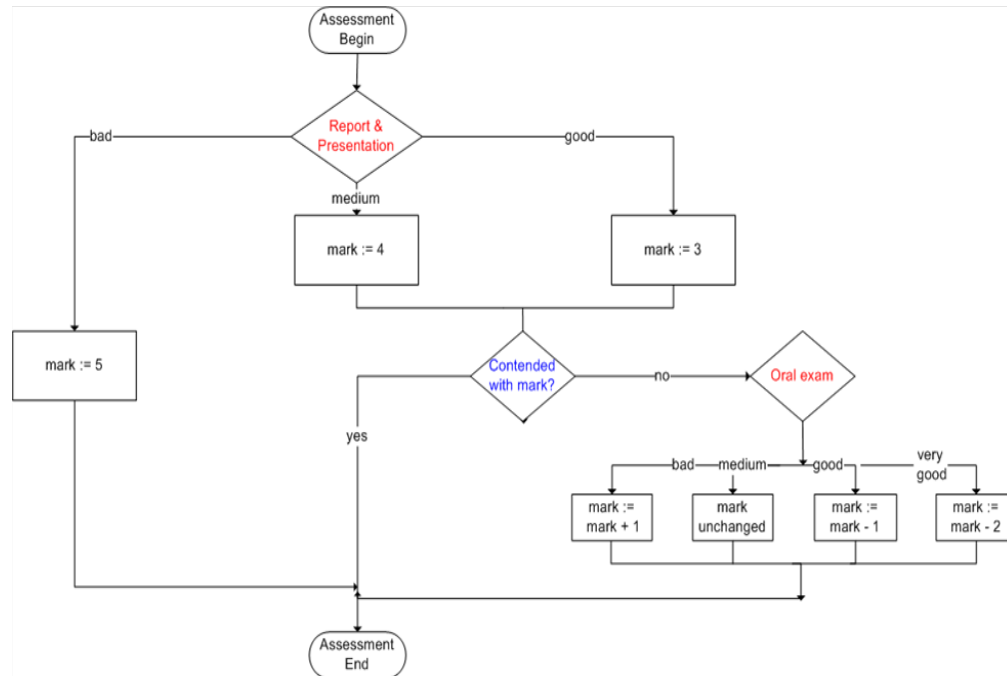 Assessment
Begin
Report &
Presentation
bad
good
medium
mark := 4
mark := 3
mark := 5
Contended
with mark?
no
Oral exam
yes
bad
medium
good
very
good
mark :=
mark + 1
mark
unchanged
mark :=
mark - 1
mark :=
mark - 2
Assessment
End